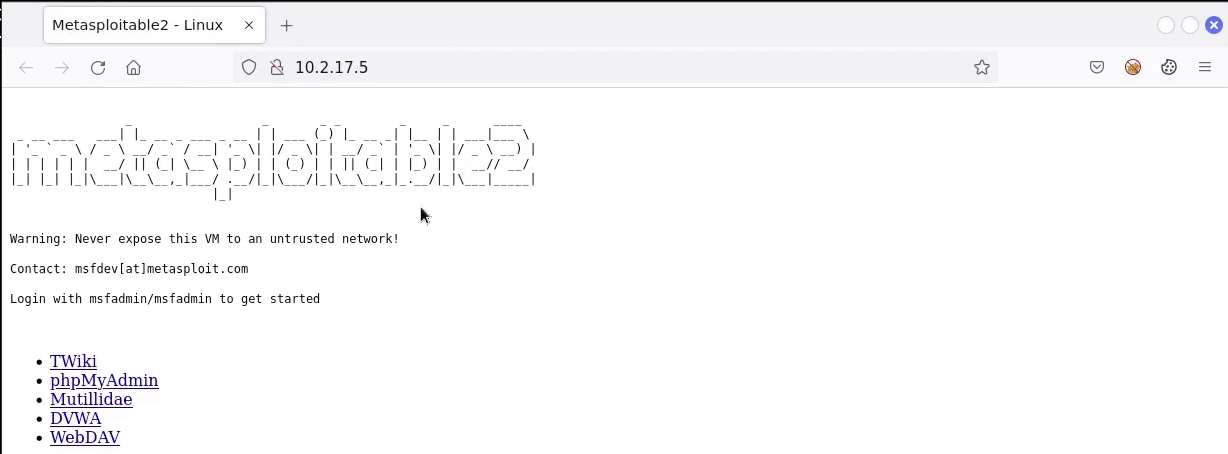 Metasploitable2 - Linux
10.2.17.5
metasploitable2
Warning: Never expose this VM to an untrusted network!
Contact: msfdev[at]metasploit.com
Login with msfadmin/msfadmin to get started
TWiki
phpMyAdmin
Mutillidae
DVWA
WebDAV